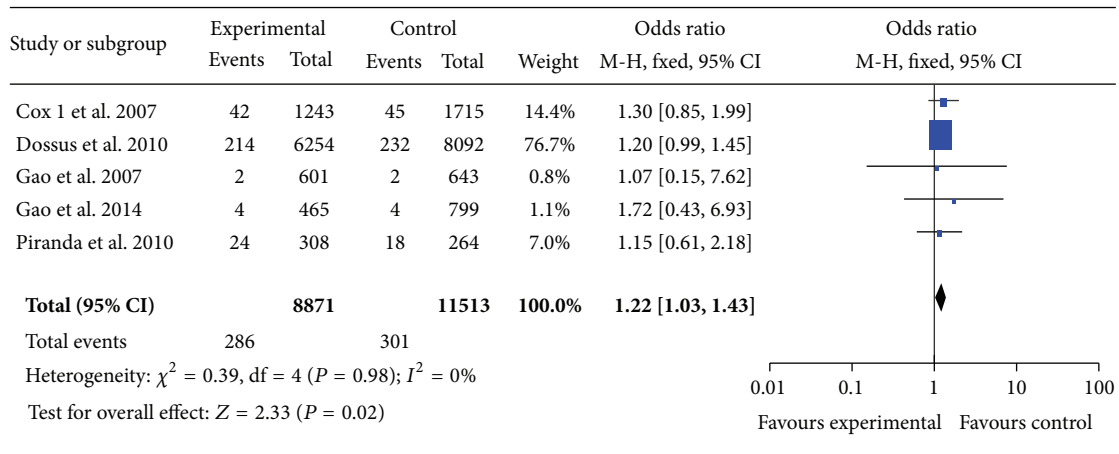 Study or subgroup Experimental Control Odds ratio Odds ratio
Events Total Events Total Weight M-H, fxed, 95% CI M-H, fixed, 95% CI
Cox 1 et al. 2007 42 1243 45 1715 14.4% 1.30 [0.85, 1.99]
Dossus et al. 2010 214 6254 232 8092 76.7% 1.20 [0.99, 1.45]
Gao et al. 2007 2 601 2 643 0.8% 1.07 [0.15, 7.62]
Gao et al. 2014 4 465 4 799 1.1% 1.72 [0.43, 6.93]
Piranda et al. 2010 24 308 18 264 7.0% 1.15 [0.61, 2.18]
Total (95% CI) 8871 11513 100.0% 1.22 [1.03, 1.43]
Total events 286 301
Heterogeneity: χ² = 0.39, df = 4 (P = 0.98); I² = 0%
Test for overall effect: Z = 2.33 (P = 0.02)
0.01 0.1 1 10 100
Favours experimental Favours control